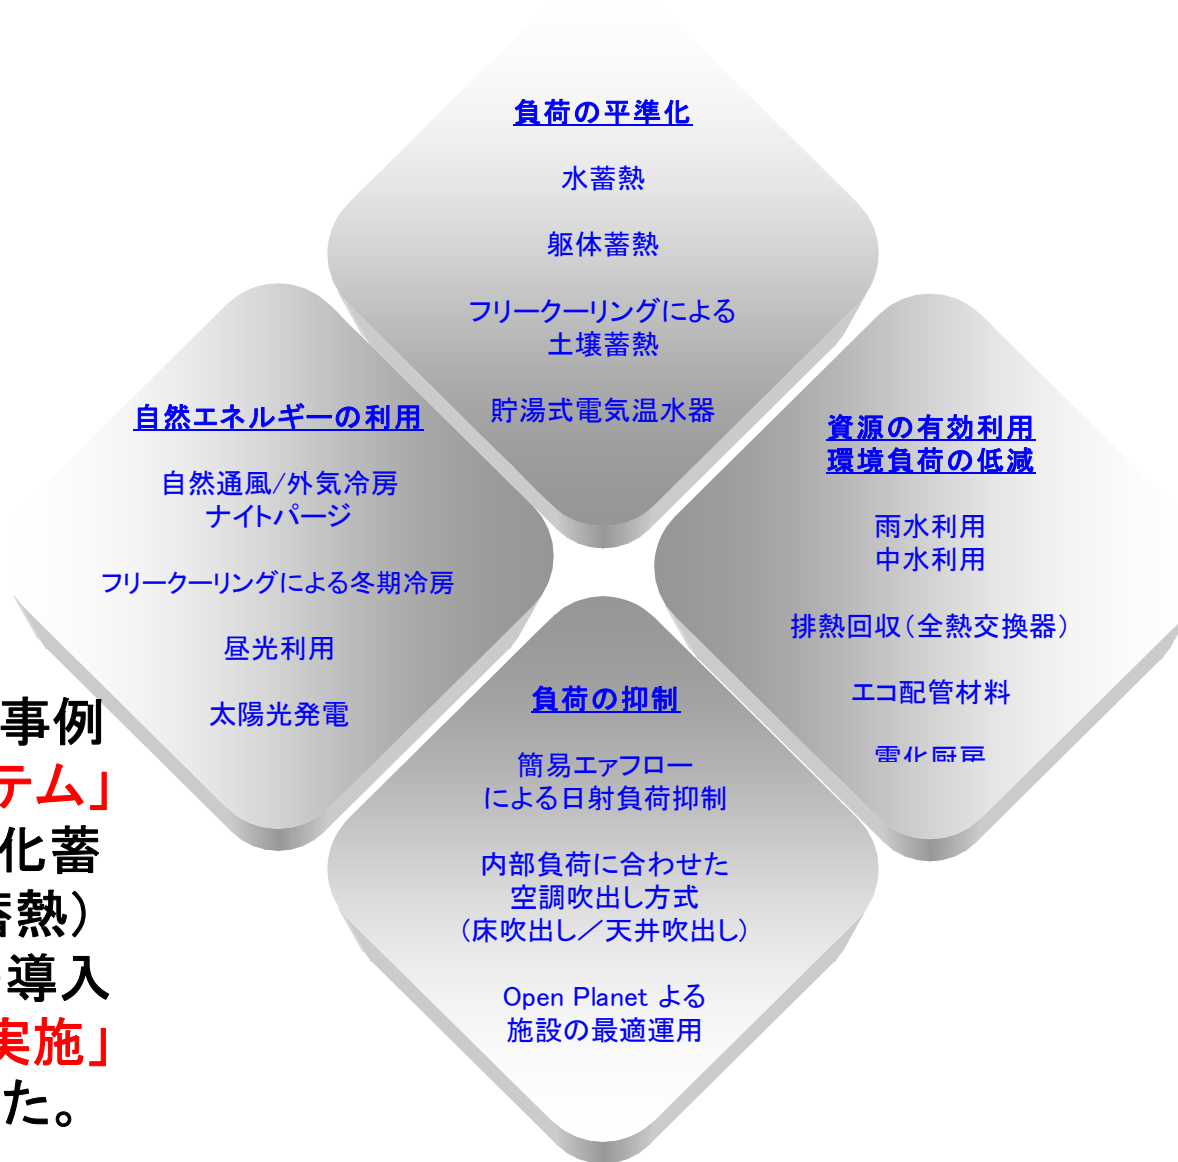 負荷の平準化
水蓄熱
躯体蓄熱
フリークーリングによる
土壌蓄熱
貯湯式電気温水器
自然エネルギーの利用
自然通風/外気冷房
ナイトパージ
フリークーリングによる冬期冷房
昼光利用
太陽光発電
資源の有効利用
環境負荷の低減
雨水利用
中水利用
排熱回収（全熱交換器）
エコ配管材料
電化厨房
負荷の抑制
簡易エァフロー
による日射負荷抑制
内部負荷に合わせた
空調吹出し方式
（床吹出し／天井吹出し）
Open Planet よる
施設の最適運用
事例
テム」
化蓄
蓄熱）
導入
実施」
た。